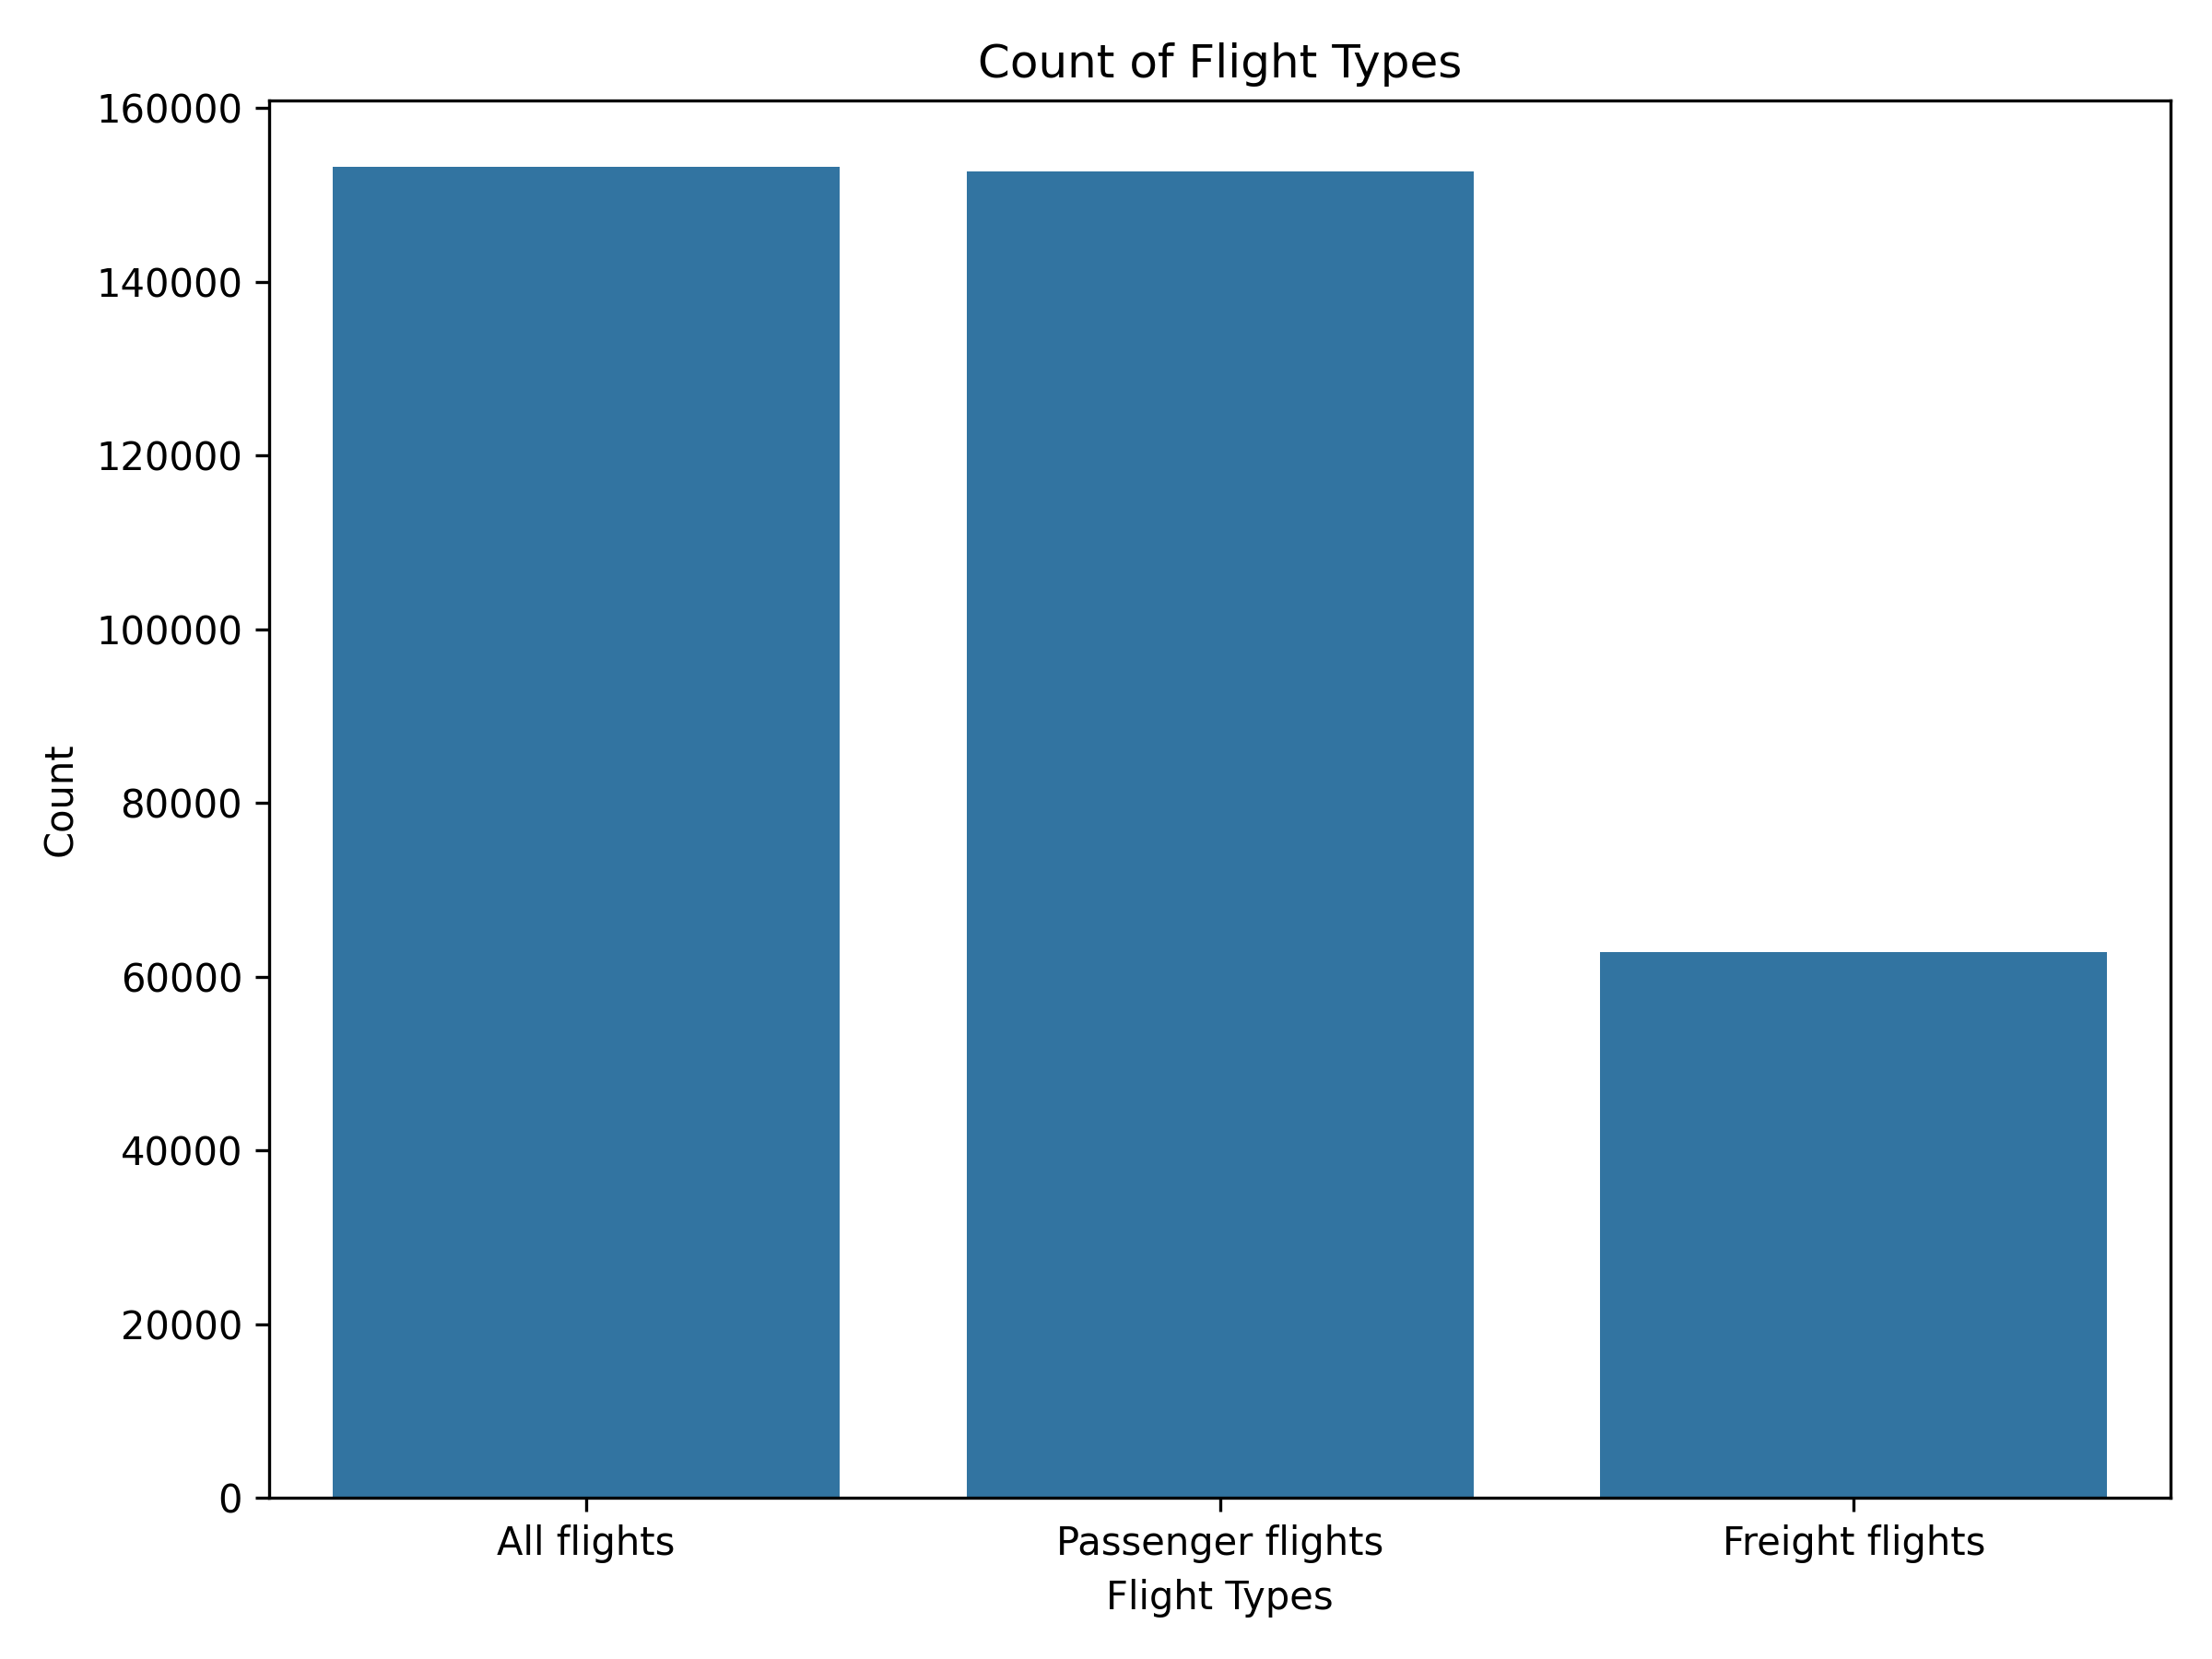 Count of Flight Types
160000
140000
120000
100000
80000
60000
40000
20000
0
Count
All flights
Passenger flights
Freight flights
Flight Types